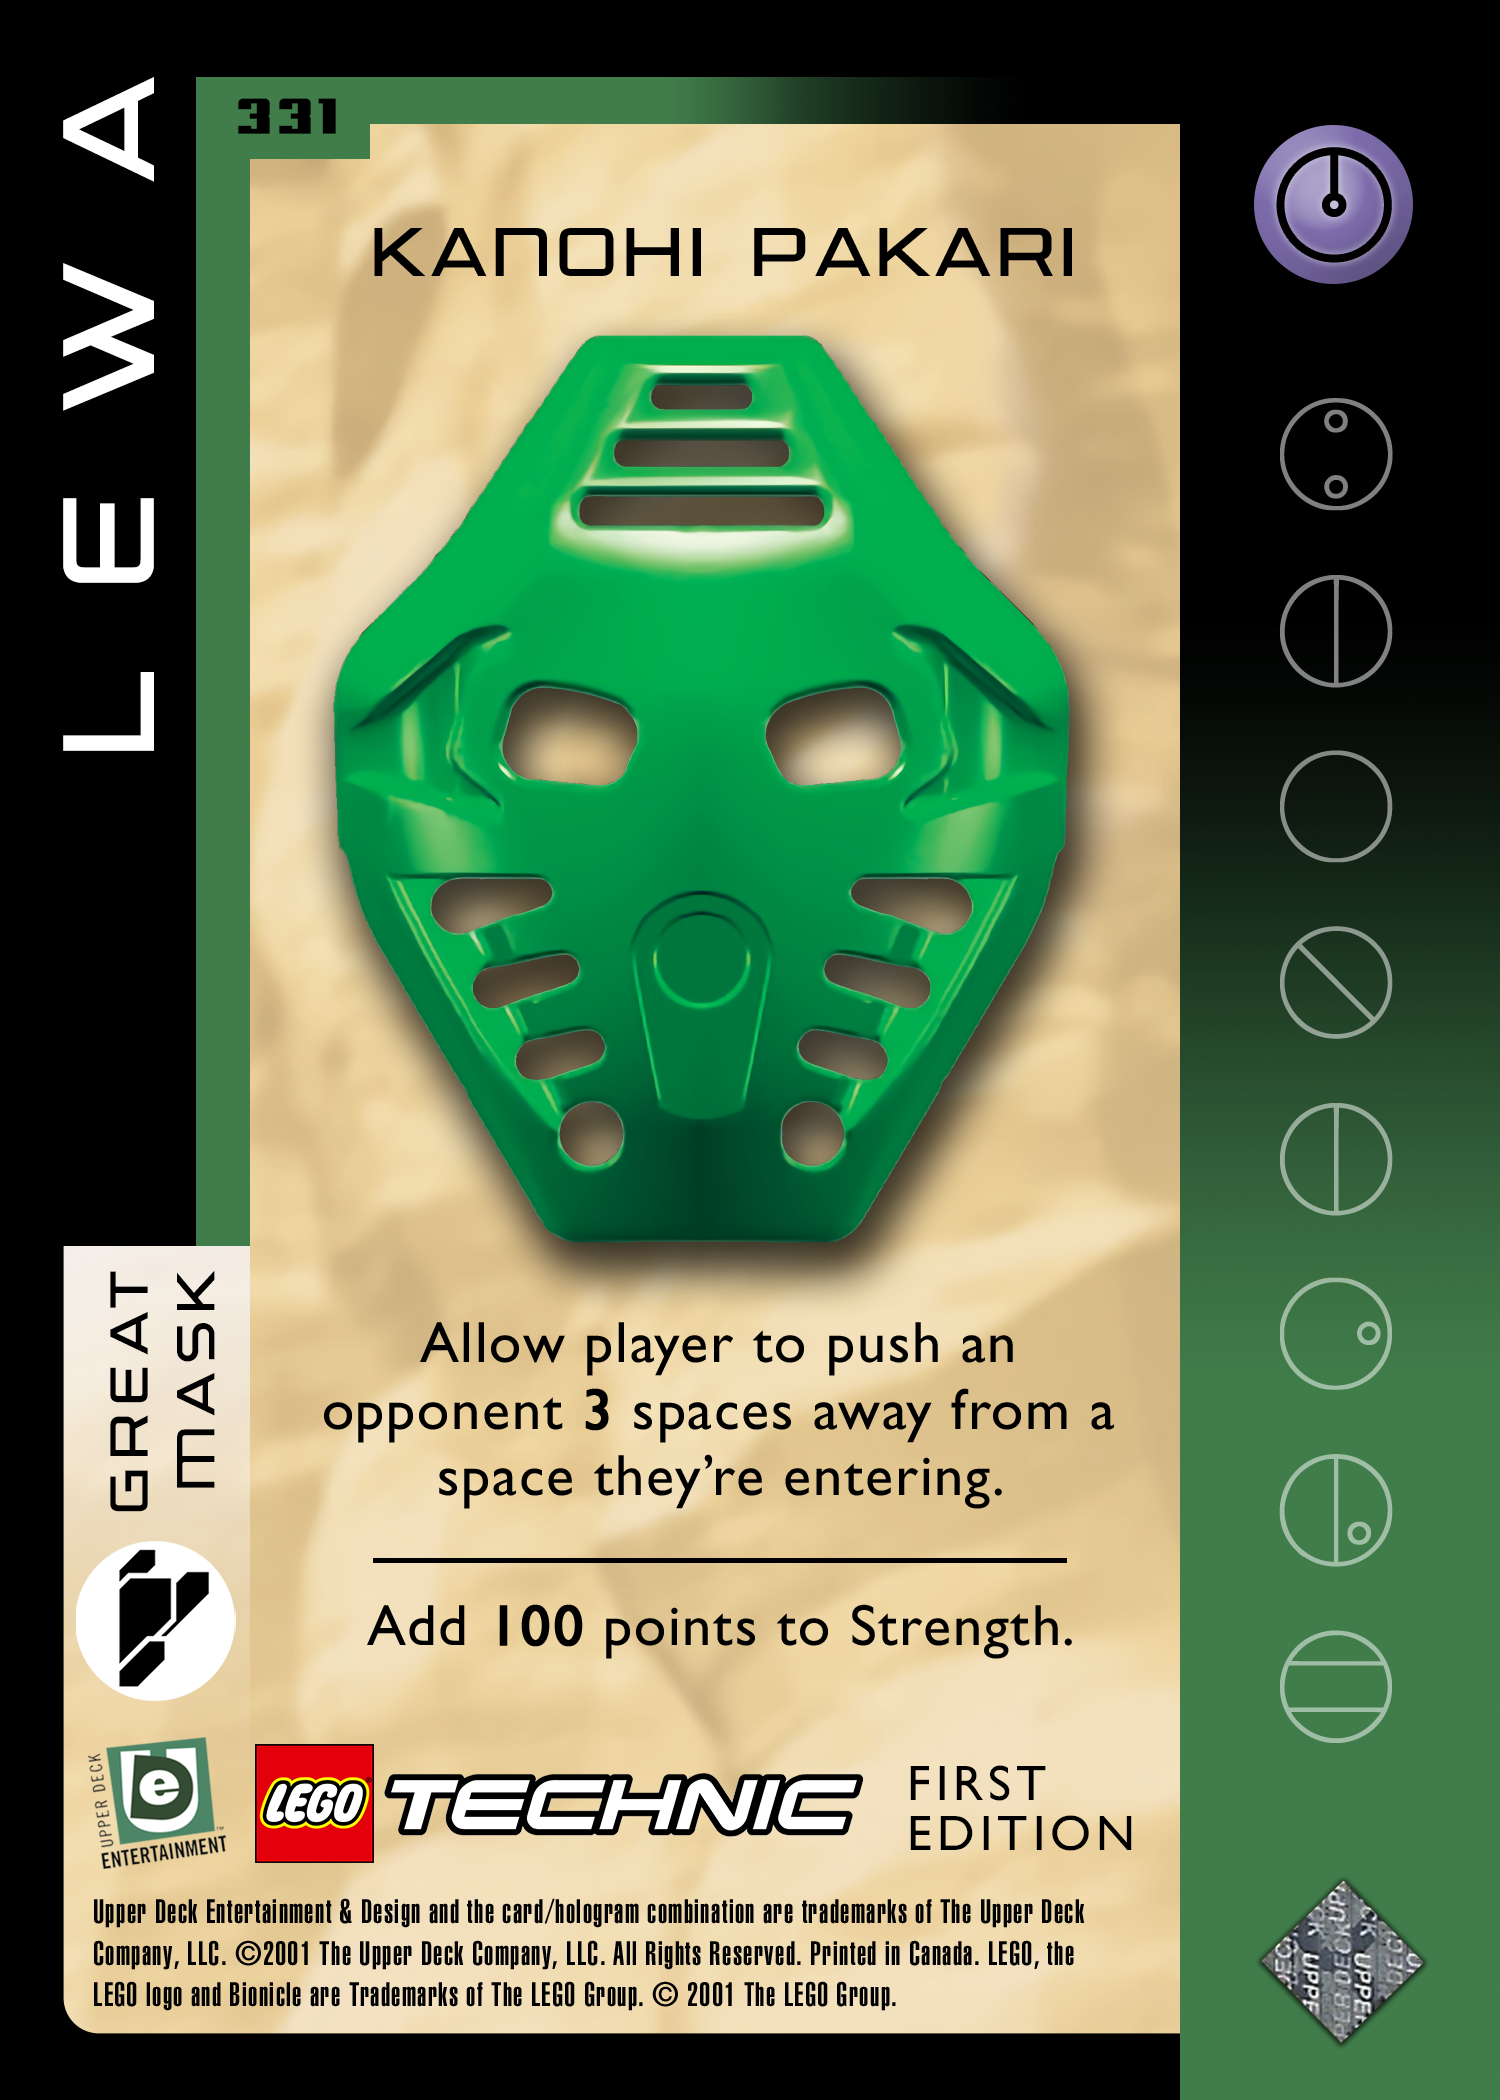 LEWA
331
KANOHI PAKARI
Allow player to push an
opponent 3 spaces away from a
space they're entering.
Add 100 points to Strength.
GREAT
MASK
UPPER DECK
e
ENTERTAINMENT
™
LEGO
TECHNIC
FIRST
EDITION
Upper Deck Entertainment & Design and the card/hologram combination are trademarks of The Upper Deck
Company, LLC. ©2001 The Upper Deck Company, LLC. All Rights Reserved. Printed in Canada. LEGO, the
LEGO logo and Bionicle are Trademarks of The LEGO Group. © 2001 The LEGO Group.